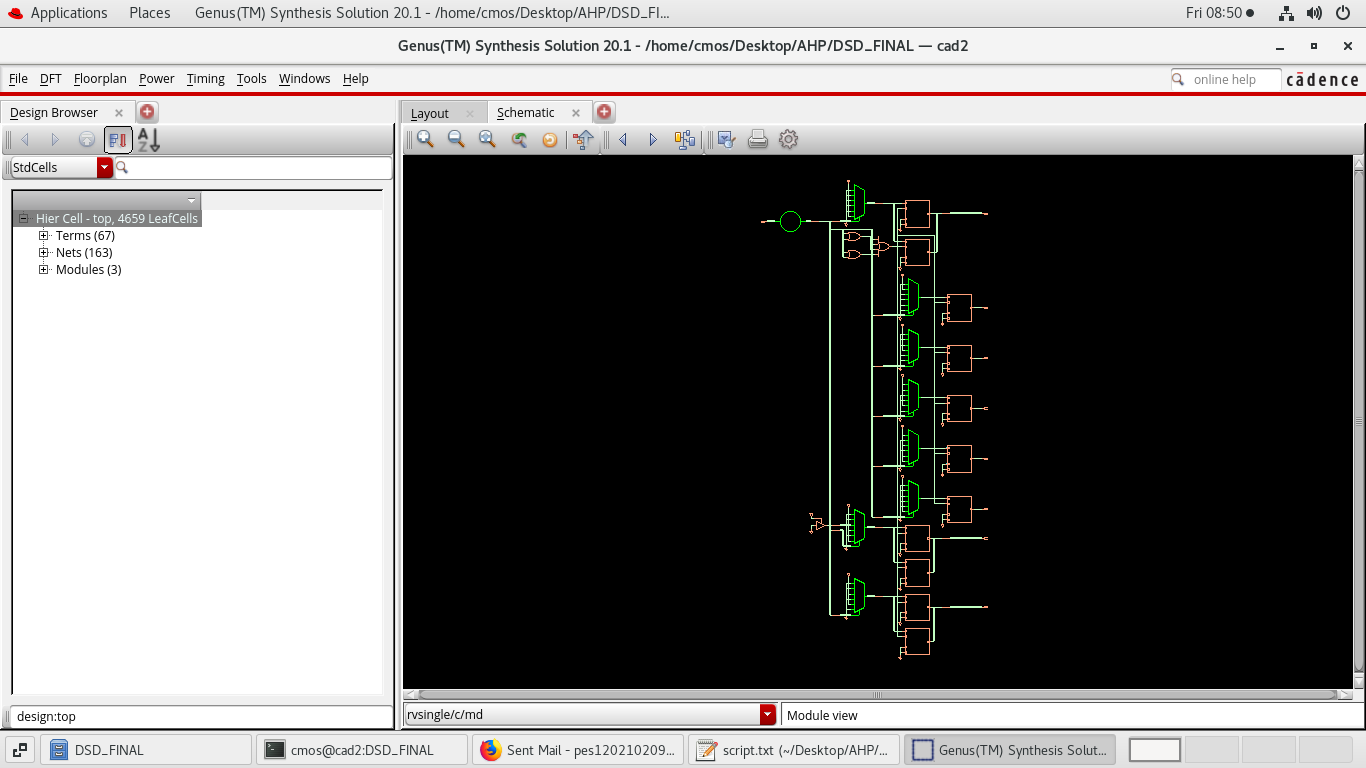 Applications Places Genus(TM) Synthesis Solution 20.1 - /home/cmos/Desktop/AHP/DSD_FI... Fri 08:50
Genus(TM) Synthesis Solution 20.1 - /home/cmos/Desktop/AHP/DSD_FINAL — cad2
File DFT Floorplan Power Timing Tools Windows Help online help cādence
Design Browser Layout Schematic
StdCells
Hier Cell - top, 4659 LeafCells
Terms (67)
Nets (163)
Modules (3)
design:top rvsingle/c/md Module view
DSD_FINAL cmos@cad2:DSD_FINAL Sent Mail - pes120210209... script.txt (~/Desktop/AHP/... Genus(TM) Synthesis Solut...